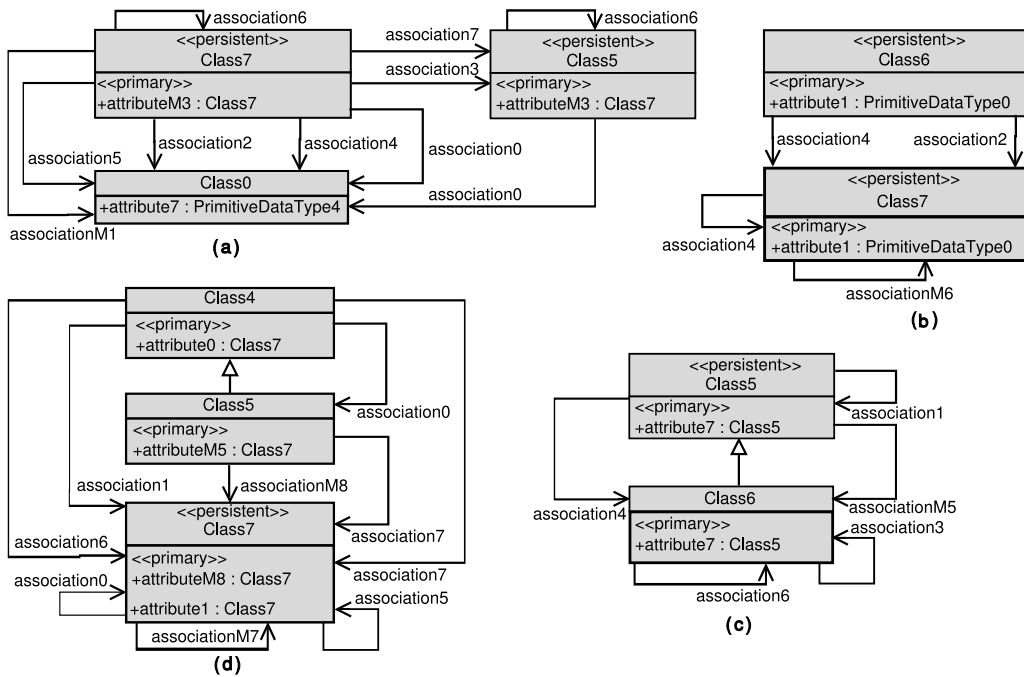 association6
<<persistent>>
Class7
<<primary>>
+attributeM3 : Class7
association7
association3
association6
<<persistent>>
Class5
<<primary>>
+attributeM3 : Class7
association5
association2
association4
association0
association0
Class0
+attribute7 : PrimitiveDataType4
associationM1
(a)
<<persistent>>
Class6
<<primary>>
+attribute1 : PrimitiveDataType0
association4
association2
<<persistent>>
Class7
<<primary>>
+attribute1 : PrimitiveDataType0
association4
associationM6
(b)
Class4
<<primary>>
+attribute0 : Class7
Class5
<<primary>>
+attributeM5 : Class7
association0
association1
associationM8
association7
<<persistent>>
Class7
<<primary>>
+attributeM8 : Class7
+attribute1 : Class7
association6
association0
association7
association5
associationM7
(d)
<<persistent>>
Class5
<<primary>>
+attribute7 : Class5
association1
Class6
<<primary>>
+attribute7 : Class5
association4
associationM5
association3
association6
(c)